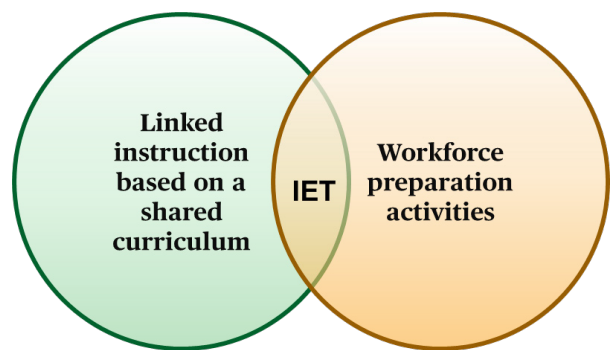 Linked
instruction
based on a
shared
curriculum
IET
Workforce
preparation
activities